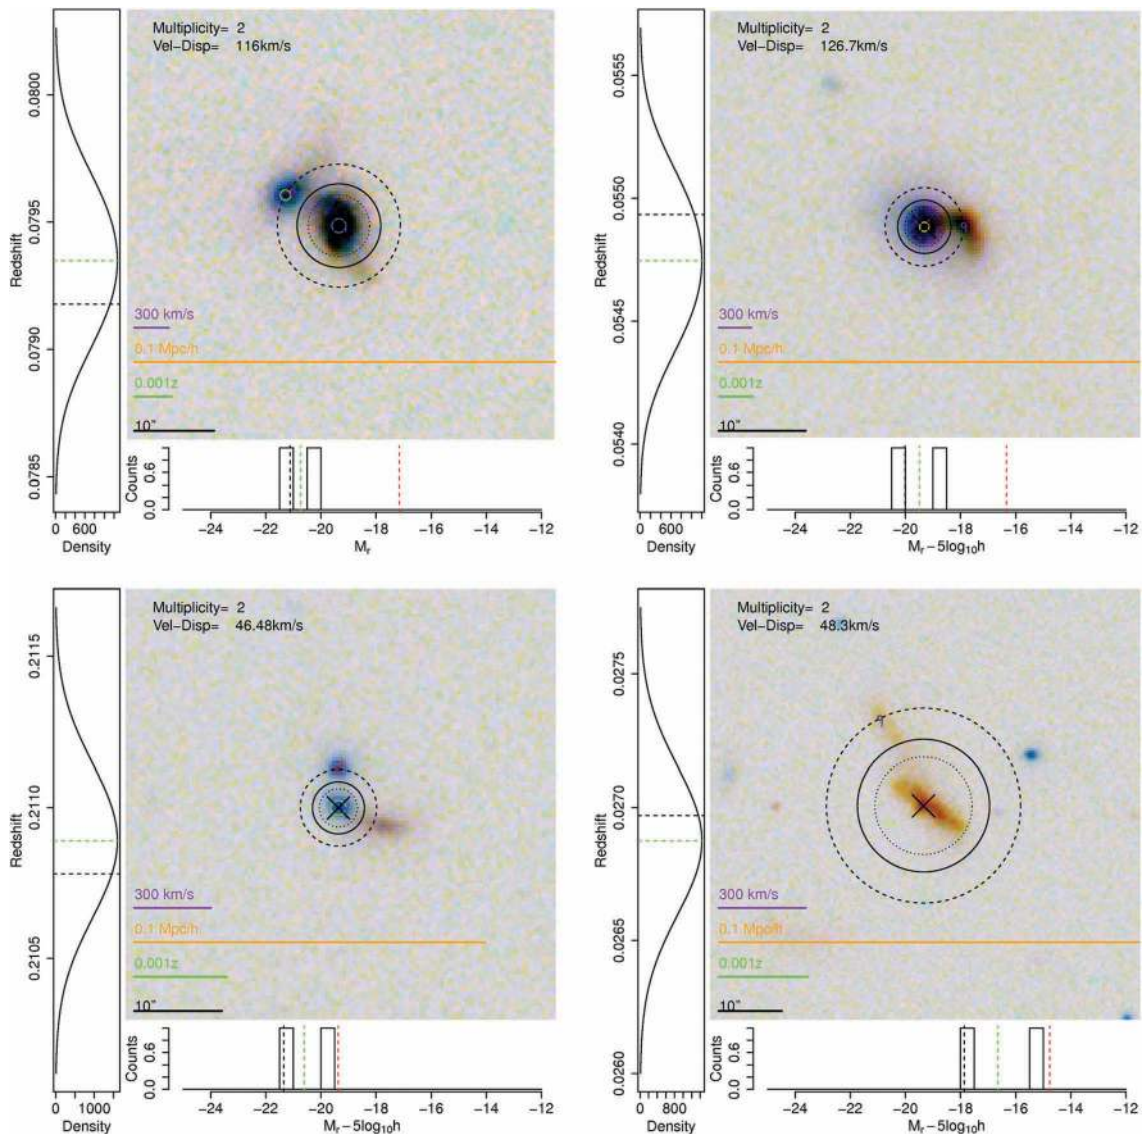 Multiplicity= 2
Vel-Disp= 116km/s
Redshift
0.0785 0.0790 0.0795 0.0800
300 km/s
0.1 Mpc/h
0.001z
10"
0 600
Density
Counts
0.0 0.6
-24 -22 -20 -18 -16 -14 -12
Mr
Multiplicity= 2
Vel-Disp= 126.7km/s
Redshift
0.0540 0.0545 0.0550 0.0555
300 km/s
0.1 Mpc/h
0.001z
10"
0 600
Density
Counts
0.0 0.6
-24 -22 -20 -18 -16 -14 -12
Mr-5log10h
Multiplicity= 2
Vel-Disp= 46.48km/s
Redshift
0.2105 0.2110 0.2115
300 km/s
0.1 Mpc/h
0.001z
10"
0 1000
Density
Counts
0.0 0.6
-24 -22 -20 -18 -16 -14 -12
Mr-5log10h
Multiplicity= 2
Vel-Disp= 48.3km/s
Redshift
0.0260 0.0265 0.0270 0.0275
300 km/s
0.1 Mpc/h
0.001z
10"
0 800
Density
Counts
0.0 0.6
-24 -22 -20 -18 -16 -14 -12
Mr-5log10h